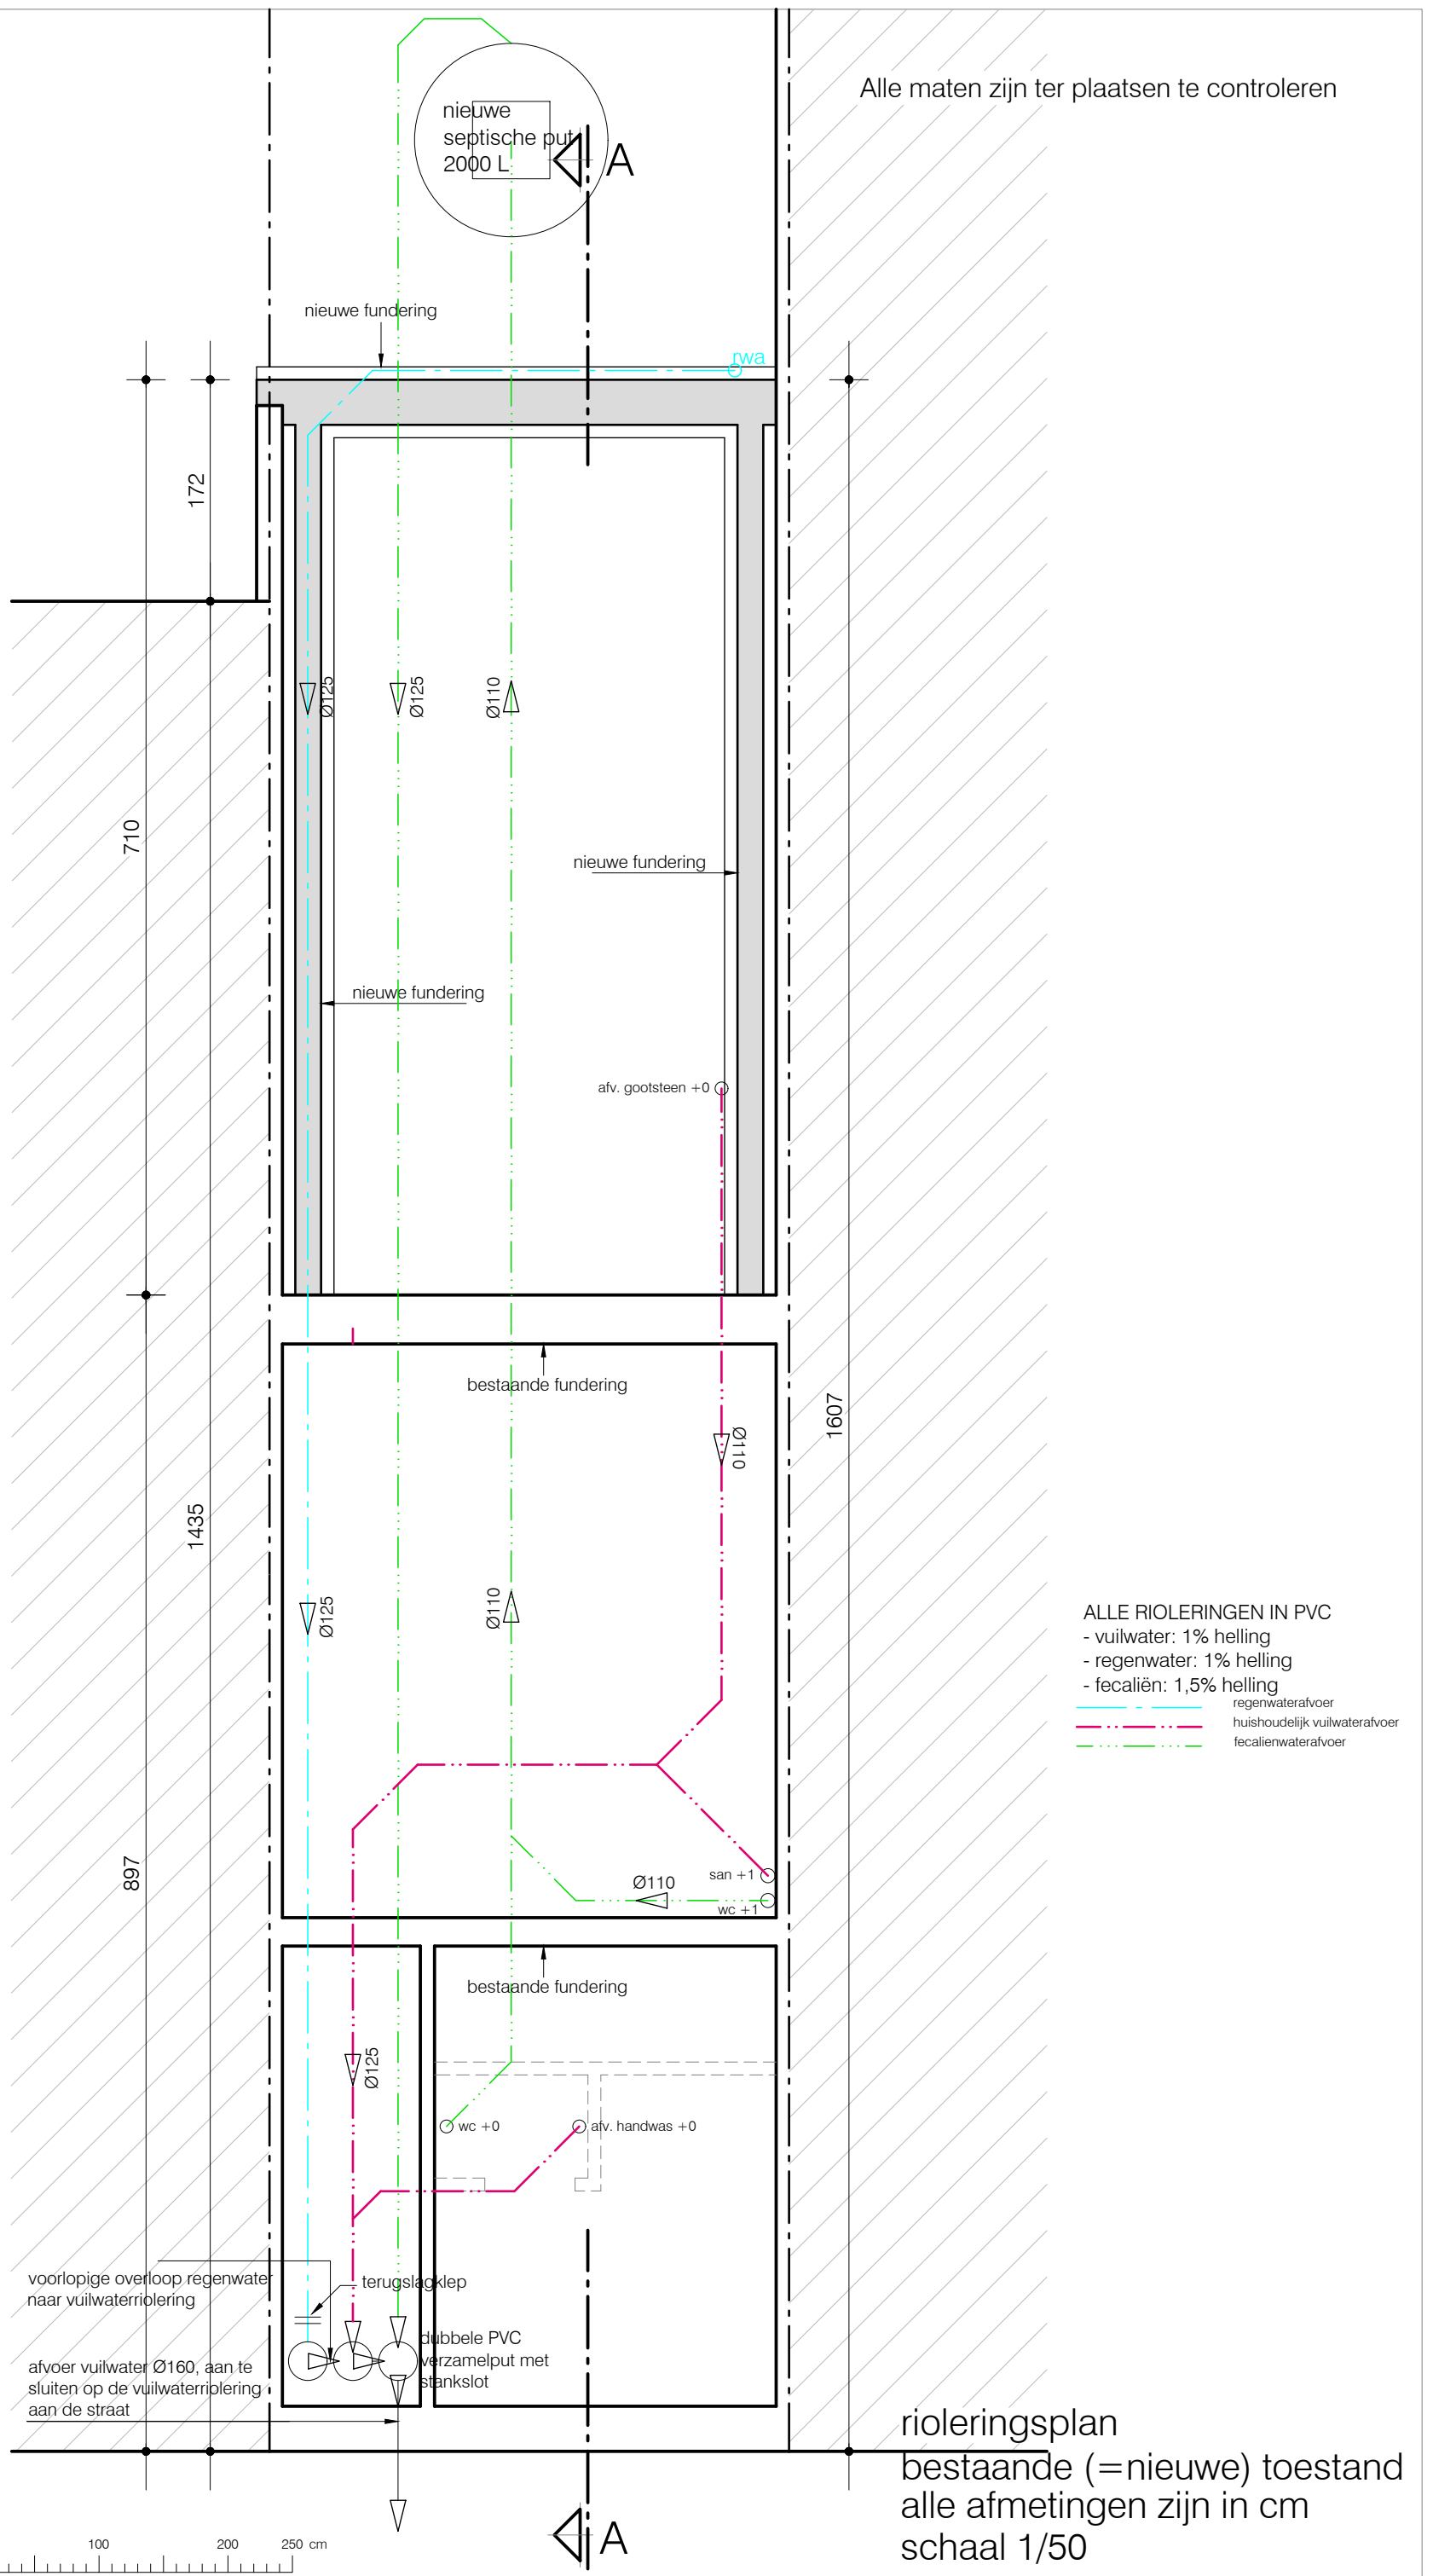 Alle maten zijn ter plaatsen te controleren
nieuwe
septische put
2000 L
A
nieuwe fundering
rwa
172
Ø125
Ø125
Ø110
710
nieuwe fundering
nieuwe fundering
afv. gootsteen +0
bestaande fundering
1607
Ø110
1435
Ø125
Ø110
ALLE RIOLERINGEN IN PVC
- vuilwater: 1% helling
- regenwater: 1% helling
- fecaliën: 1,5% helling
regenwaterafvoer
huishoudelijk vuilwaterafvoer
fecalienwaterafvoer
897
san +1
Ø110
wc +1
bestaande fundering
Ø125
wc +0
afv. handwas +0
voorlopige overloop regenwater
naar vuilwaterriolering
terugslagklep
dubbele PVC
verzamelput met
stankslot
afvoer vuilwater Ø160, aan te
sluiten op de vuilwaterriolering
aan de straat
rioleringsplan
bestaande (=nieuwe) toestand
alle afmetingen zijn in cm
schaal 1/50
A
100 200 250 cm